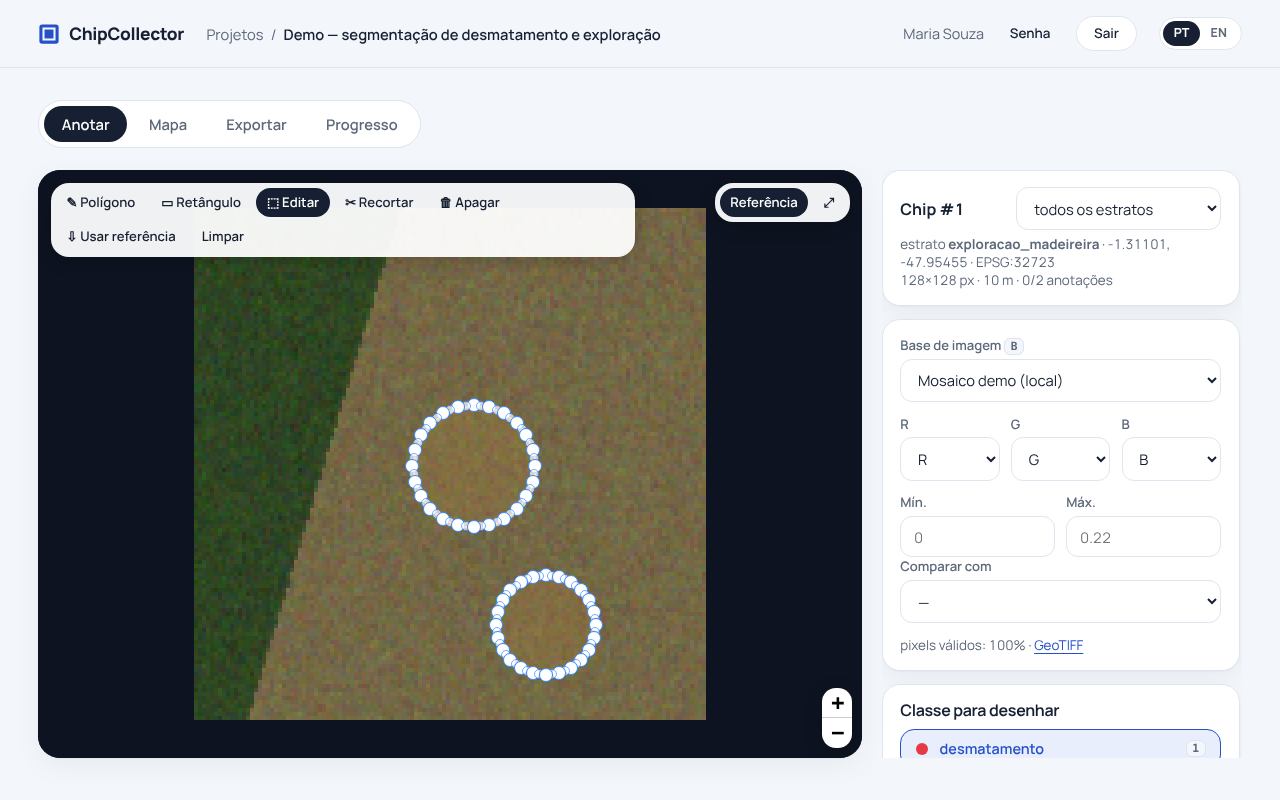 ChipCollector Projetos / Demo — segmentação de desmatamento e exploração Maria Souza Senha Sair PT EN
Anotar Mapa Exportar Progresso
✎ Polígono ▭ Retângulo ⬚ Editar ✂ Recortar 🗑 Apagar
⇩ Usar referência Limpar
Referência ⤢
+
−
Chip #1 todos os estratos
estrato exploracao_madeireira · -1.31101,
-47.95455 · EPSG:32723
128×128 px · 10 m · 0/2 anotações
Base de imagem B
Mosaico demo (local)
R G B
R G B
Mín. Máx.
0 0.22
Comparar com
—
pixels válidos: 100% · GeoTIFF
Classe para desenhar
desmatamento 1